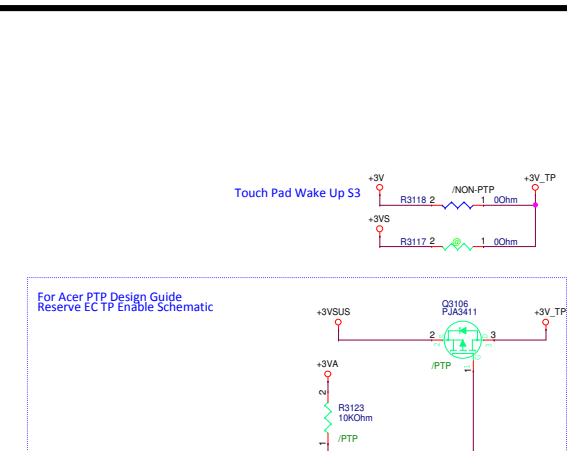 +3V
+3V_TP
Touch Pad Wake Up S3
/NON-PTP
R3118 2
1 0Ohm
+3VS
R3117 2
@
1 0Ohm
For Acer PTP Design Guide
Reserve EC TP Enable Schematic
+3VSUS
Q3106
PJA3411
+3V_TP
2
3
/PTP
1
+3VA
2
R3123
10KOhm
1
/PTP